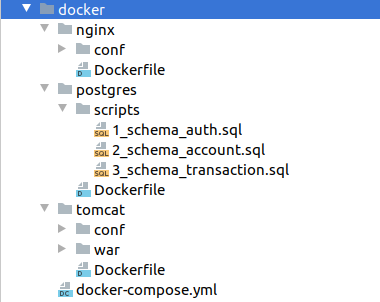 docker
nginx
conf
D Dockerfile
postgres
scripts
SQL 1_schema_auth.sql
SQL 2_schema_account.sql
SQL 3_schema_transaction.sql
D Dockerfile
tomcat
conf
war
D Dockerfile
DC docker-compose.yml